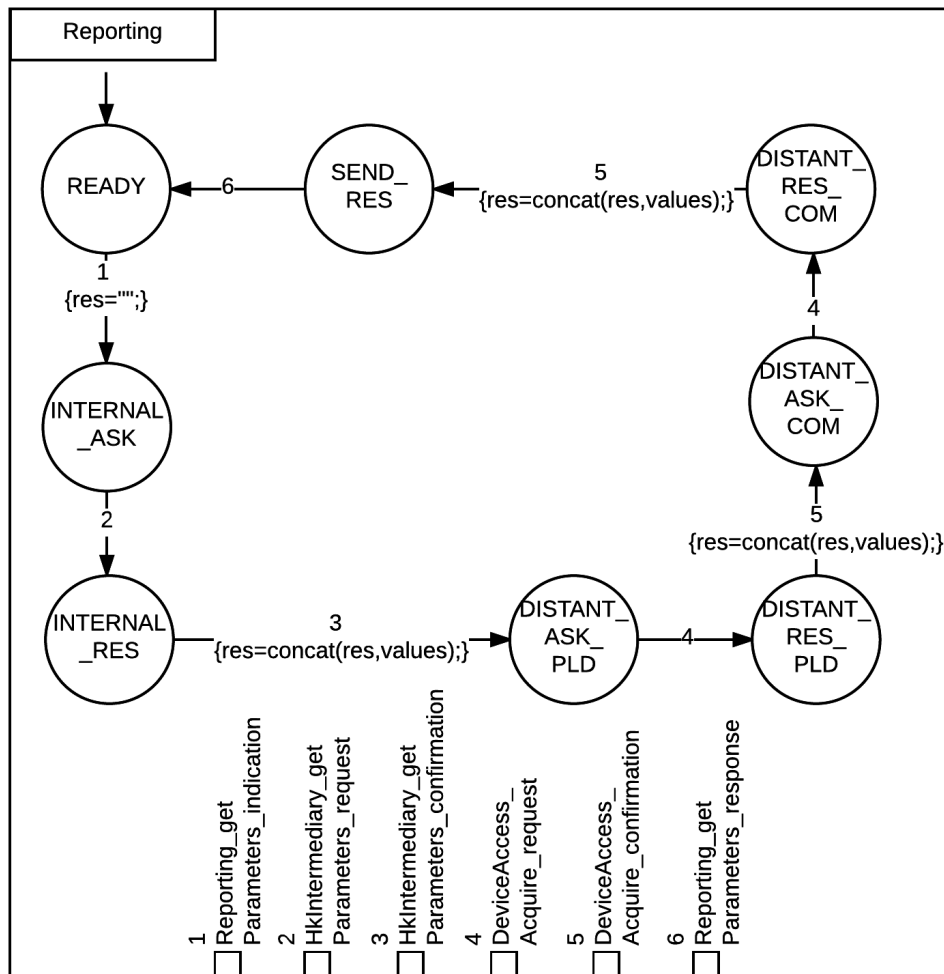 Reporting
READY
SEND_
RES
DISTANT_
RES_
COM
6
5
{res=concat(res,values);}
1
{res="";}
4
INTERNAL
_ASK
DISTANT_
ASK_
COM
2
5
{res=concat(res,values);}
INTERNAL
_RES
3
{res=concat(res,values);}
DISTANT_
ASK_
PLD
4
DISTANT_
RES_
PLD
1
Reporting_get
Parameters_indication
2
HkIntermediary_get
Parameters_request
3
HkIntermediary_get
Parameters_confirmation
4
DeviceAccess_
Acquire_request
5
DeviceAccess_
Acquire_confirmation
6
Reporting_get
Parameters_response